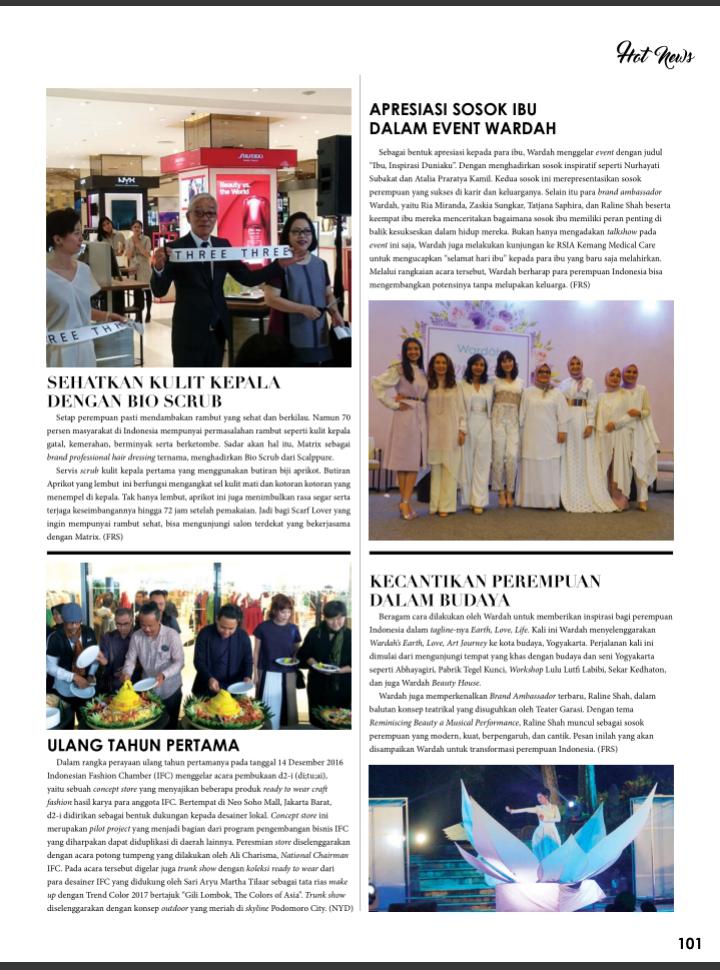 Hot News
NYX
SHISEIDO
Beauty vs.
the World
THREE THREE
REE THR
SEHATKAN KULIT KEPALA
DENGAN BIO SCRUB
Setap perempuan pasti mendambakan rambut yang sehat dan berkilau. Namun 70
persen masyarakat di Indonesia mempunyai permasalahan rambut seperti kulit kepala
gatal, kemerahan, berminyak serta berketombe. Sadar akan hal itu, Matrix sebagai
brand professional hair dressing ternama, menghadirkan Bio Scrub dari Scalppure.
Servis scrub kulit kepala pertama yang menggunakan butiran biji aprikot. Butiran
Aprikot yang lembut ini berfungsi mengangkat sel kulit mati dan kotoran kotoran yang
menempel di kepala. Tak hanya lembut, aprikot ini juga menimbulkan rasa segar serta
terjaga keseimbangannya hingga 72 jam setelah pemakaian. Jadi bagi Scarf Lover yang
ingin mempunyai rambut sehat, bisa mengunjungi salon terdekat yang bekerjasama
dengan Matrix. (FRS)
ULANG TAHUN PERTAMA
Dalam rangka perayaan ulang tahun pertamanya pada tanggal 14 Desember 2016
Indonesian Fashion Chamber (IFC) menggelar acara pembukaan d2-i (di:tu:ai),
yaitu sebuah concept store yang menyajikan beberapa produk ready to wear craft
fashion hasil karya para anggota IFC. Bertempat di Neo Soho Mall, Jakarta Barat,
d2-i didirikan sebagai bentuk dukungan kepada desainer lokal. Concept store ini
merupakan pilot project yang menjadi bagian dari program pengembangan bisnis IFC
yang diharapkan dapat diduplikasi di daerah lainnya. Peresmian store diselenggarakan
dengan acara potong tumpeng yang dilakukan oleh Ali Charisma, National Chairman
IFC. Pada acara tersebut digelar juga trunk show dengan koleksi ready to wear dari
para desainer IFC yang didukung oleh Sari Aryu Martha Tilaar sebagai tata rias make
up dengan Trend Color 2017 bertajuk “Gili Lombok, The Colors of Asia”. Trunk show
diselenggarakan dengan konsep outdoor yang meriah di skyline Podomoro City. (NYD)
APRESIASI SOSOK IBU
DALAM EVENT WARDAH
Sebagai bentuk apresiasi kepada para ibu, Wardah menggelar event dengan judul
“Ibu, Inspirasi Duniaku”. Dengan menghadirkan sosok inspiratif seperti Nurhayati
Subakat dan Atalia Praratya Kamil. Kedua sosok ini merepresentasikan sosok
perempuan yang sukses di karir dan keluarganya. Selain itu para brand ambassador
Wardah, yaitu Ria Miranda, Zaskia Sungkar, Tatjana Saphira, dan Raline Shah beserta
keempat ibu mereka menceritakan bagaimana sosok ibu memiliki peran penting di
balik kesuksekan dalam hidup mereka. Bukan hanya mengadakan talkshow pada
event ini saja, Wardah juga melakukan kunjungan ke RSIA Kemang Medical Care
untuk mengucapkan “selamat hari ibu” kepada para ibu yang baru saja melahirkan.
Melalui rangkaian acara tersebut, Wardah berharap para perempuan Indonesia bisa
mengembangkan potensinya tanpa melupakan keluarga. (FRS)
Wardah
KECANTIKAN PEREMPUAN
DALAM BUDAYA
Beragam cara dilakukan oleh Wardah untuk memberikan inspirasi bagi perempuan
Indonesia dalam tagline-nya Earth, Love, Life. Kali ini Wardah menyelenggarakan
Wardah's Earth, Love, Art Journey ke kota budaya, Yogyakarta. Perjalanan kali ini
dimulai dari mengunjungi tempat yang khas dengan budaya dan seni Yogyakarta
seperti Abhayagiri, Pabrik Tegel Kunci, Workshop Lulu Lutfi Labibi, Sekar Kedhaton,
dan juga Wardah Beauty House.
Wardah juga memperkenalkan Brand Ambassador terbaru, Raline Shah, dalam
balutan konsep teatrikal yang disuguhkan oleh Teater Garasi. Dengan tema
Reminiscing Beauty a Musical Performance, Raline Shah muncul sebagai sosok
perempuan yang modern, kuat, berpengaruh, dan cantik. Pesan inilah yang akan
disampaikan Wardah untuk transformasi perempuan Indonesia. (FRS)
101